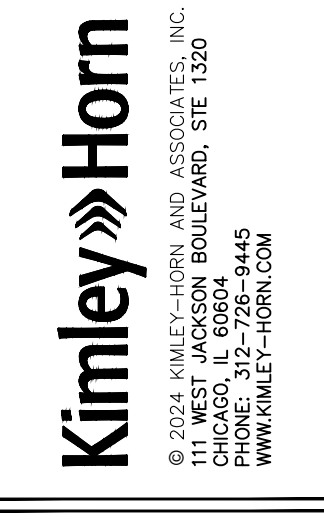 Kimley»Horn
© 2024 KIMLEY-HORN AND ASSOCIATES, INC.
111 WEST JACKSON BOULEVARD, STE 1320
CHICAGO, IL 60604
PHONE: 312-726-9445
WWW.KIMLEY-HORN.COM